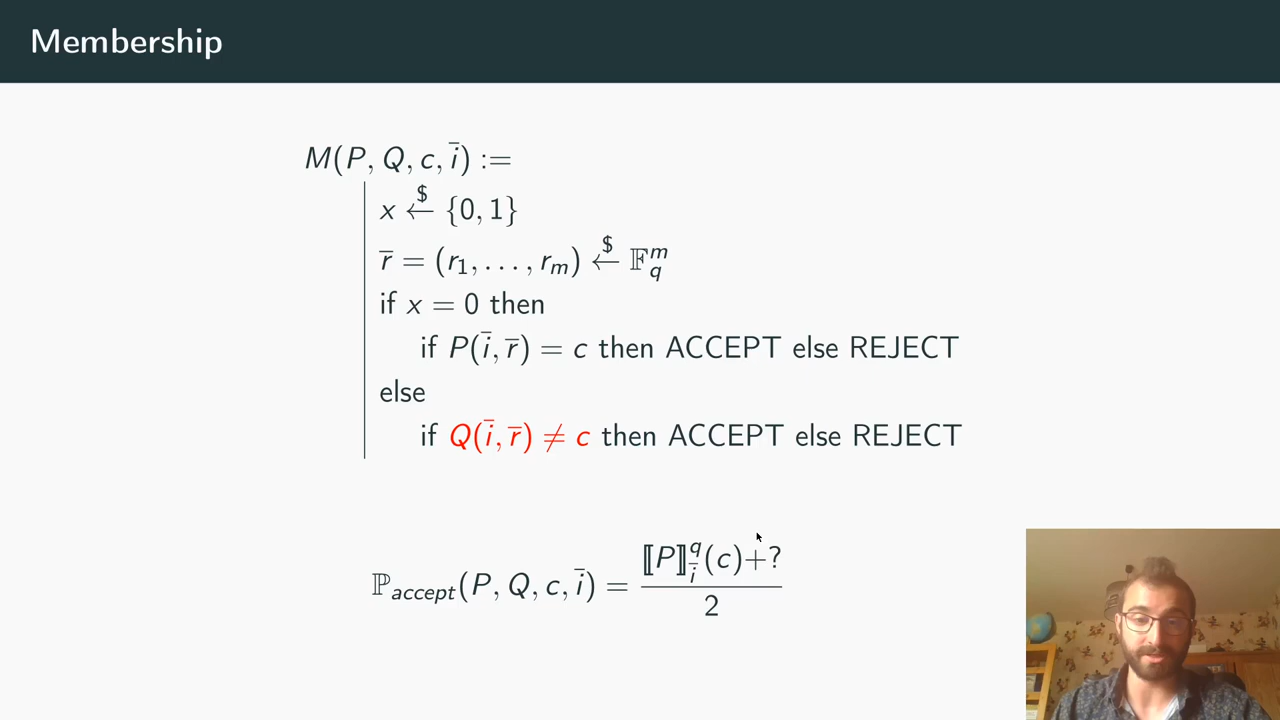 Membership
M(P, Q, c, i̅) :=
x ←$ {0, 1}
r̅ = (r₁, . . . , rₘ) ←$ 𝔽_q^m
if x = 0 then
if P(i̅, r̅) = c then ACCEPT else REJECT
else
if Q(i̅, r̅) ≠ c then ACCEPT else REJECT
ℙ_accept(P, Q, c, i̅) = ⟦P⟧_i̅^q(c)+? / 2